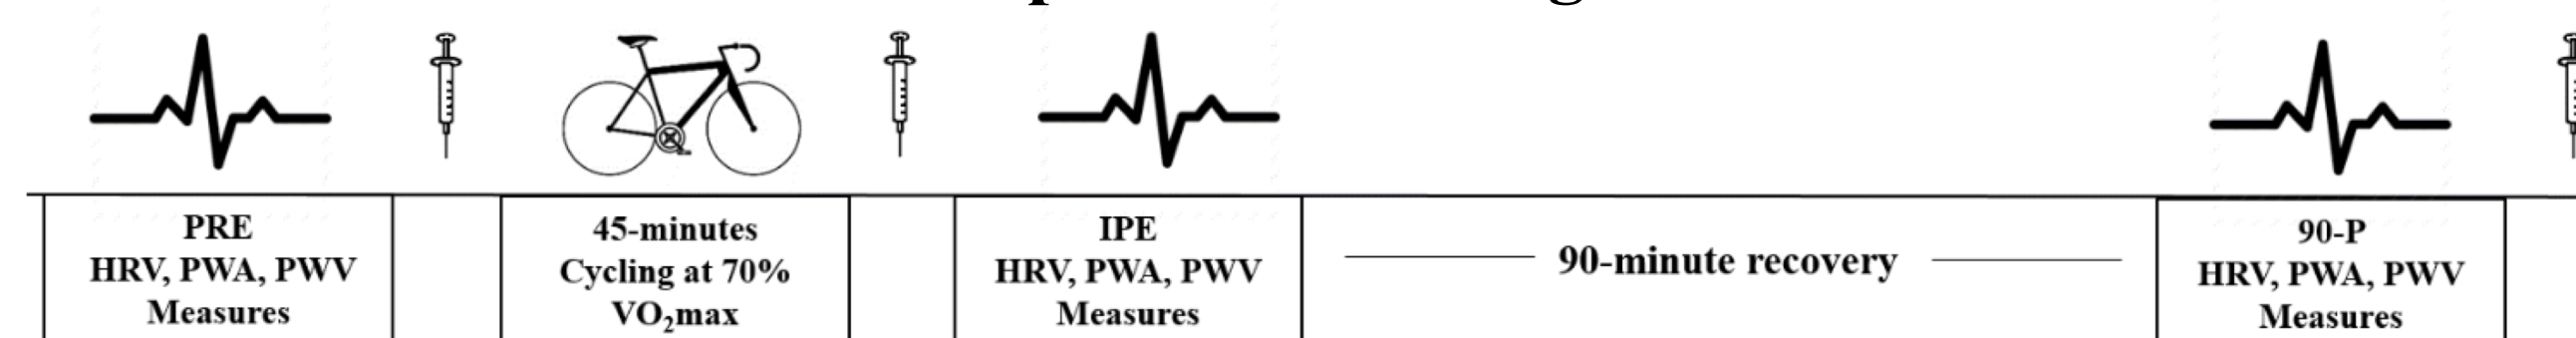 PRE
HRV, PWA, PWV
Measures
45-minutes
Cycling at 70%
VO₂max
IPE
HRV, PWA, PWV
Measures
90-minute recovery
90-P
HRV, PWA, PWV
Measures